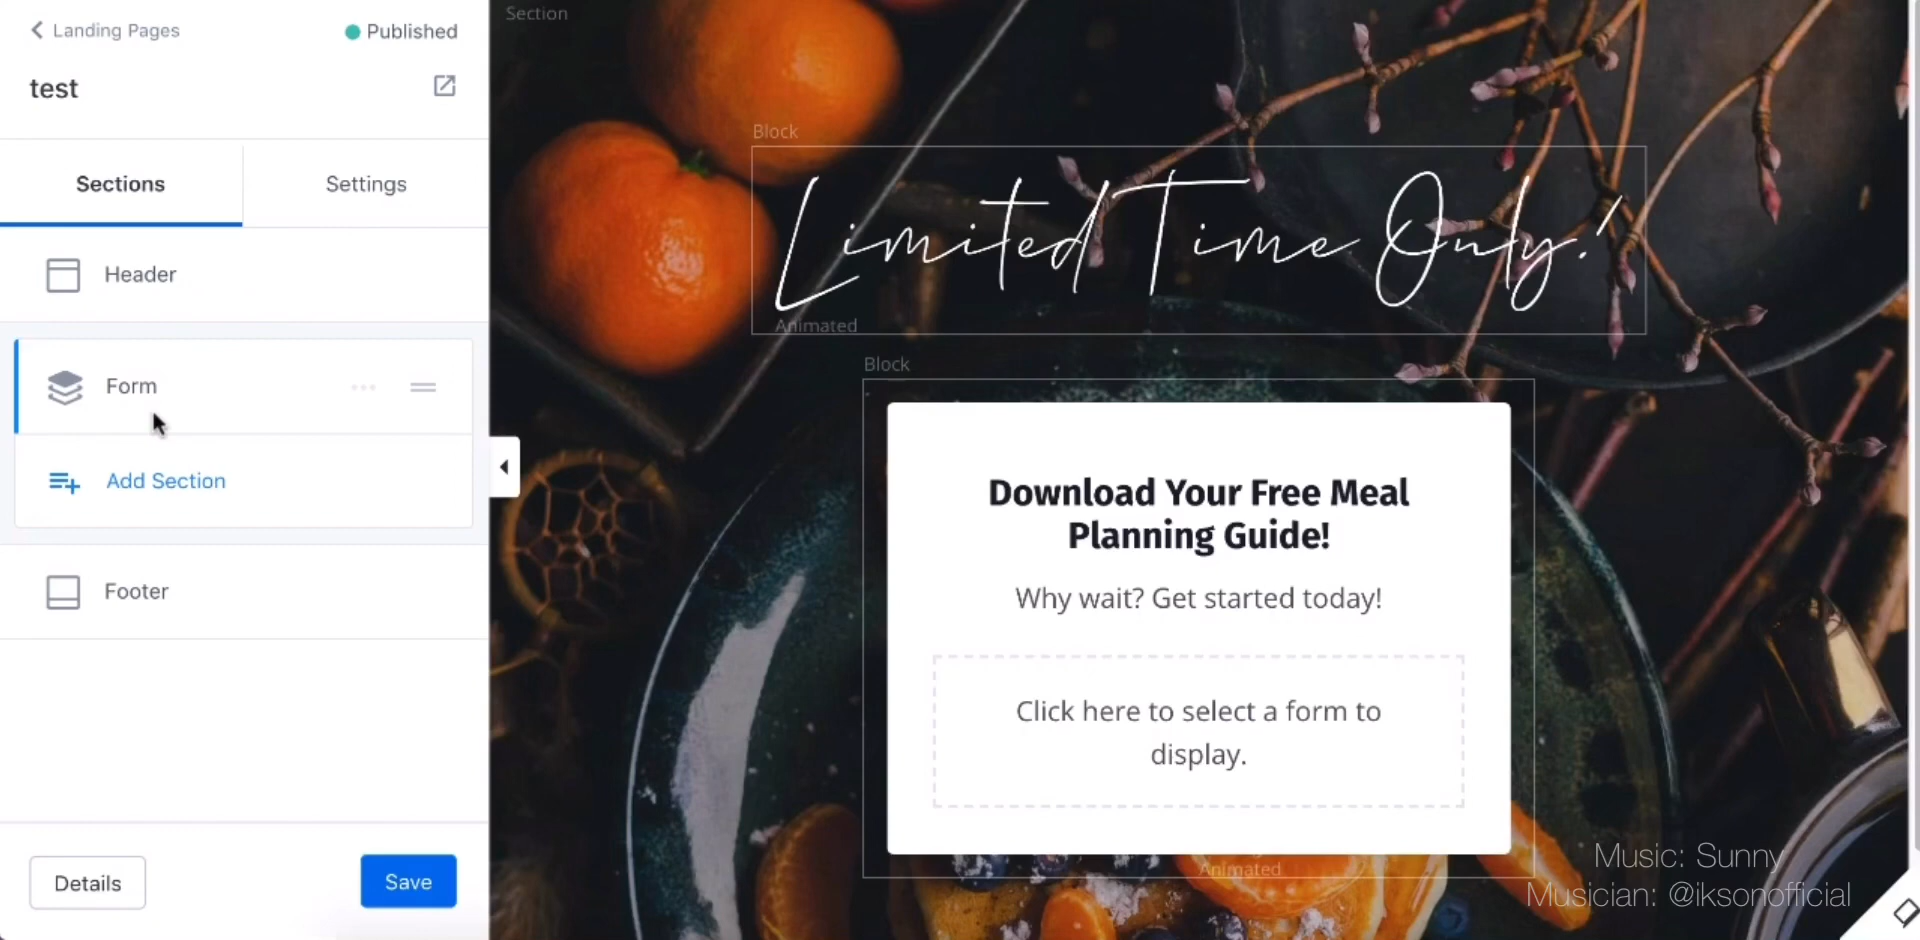 Landing Pages
Published
test
Sections
Settings
Header
Form
Add Section
Footer
Details
Save
Section
Block
Limited Time Only!
Animated
Block
Download Your Free Meal
Planning Guide!
Why wait? Get started today!
Click here to select a form to
display.
Animated
Music: Sunny
Musician: @iksonofficial